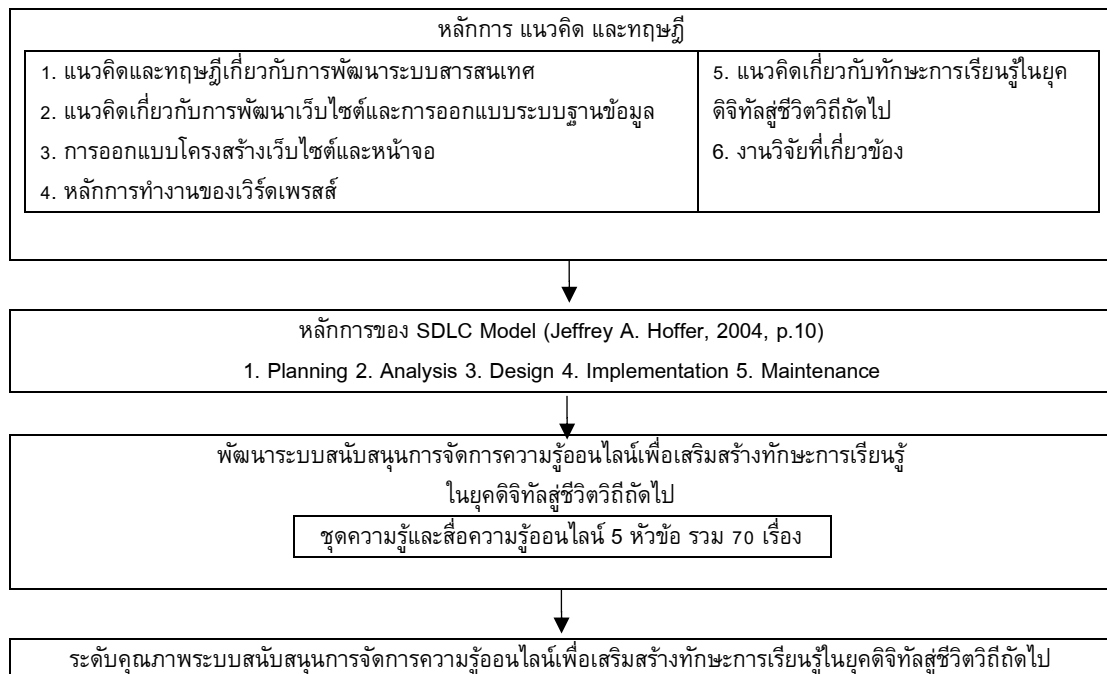 หลักการ แนวคิด และทฤษฎี
1. แนวคิดและทฤษฎีเกี่ยวกับการพัฒนาระบบสารสนเทศ
2. แนวคิดเกี่ยวกับการพัฒนาเว็บไซต์และการออกแบบระบบฐานข้อมูล
3. การออกแบบโครงสร้างเว็บไซต์และหน้าจอ
4. หลักการทำงานของเวิร์ดเพรสส์
5. แนวคิดเกี่ยวกับทักษะการเรียนรู้ในยุค
ดิจิทัลสู่ชีวิตวิถีถัดไป
6. งานวิจัยที่เกี่ยวข้อง
หลักการของ SDLC Model (Jeffrey A. Hoffer, 2004, p.10)
1. Planning 2. Analysis 3. Design 4. Implementation 5. Maintenance
พัฒนาระบบสนับสนุนการจัดการความรู้ออนไลน์เพื่อเสริมสร้างทักษะการเรียนรู้
ในยุคดิจิทัลสู่ชีวิตวิถีถัดไป
ชุดความรู้และสื่อความรู้ออนไลน์ 5 หัวข้อ รวม 70 เรื่อง
ระดับคุณภาพระบบสนับสนุนการจัดการความรู้ออนไลน์เพื่อเสริมสร้างทักษะการเรียนรู้ในยุคดิจิทัลสู่ชีวิตวิถีถัดไป